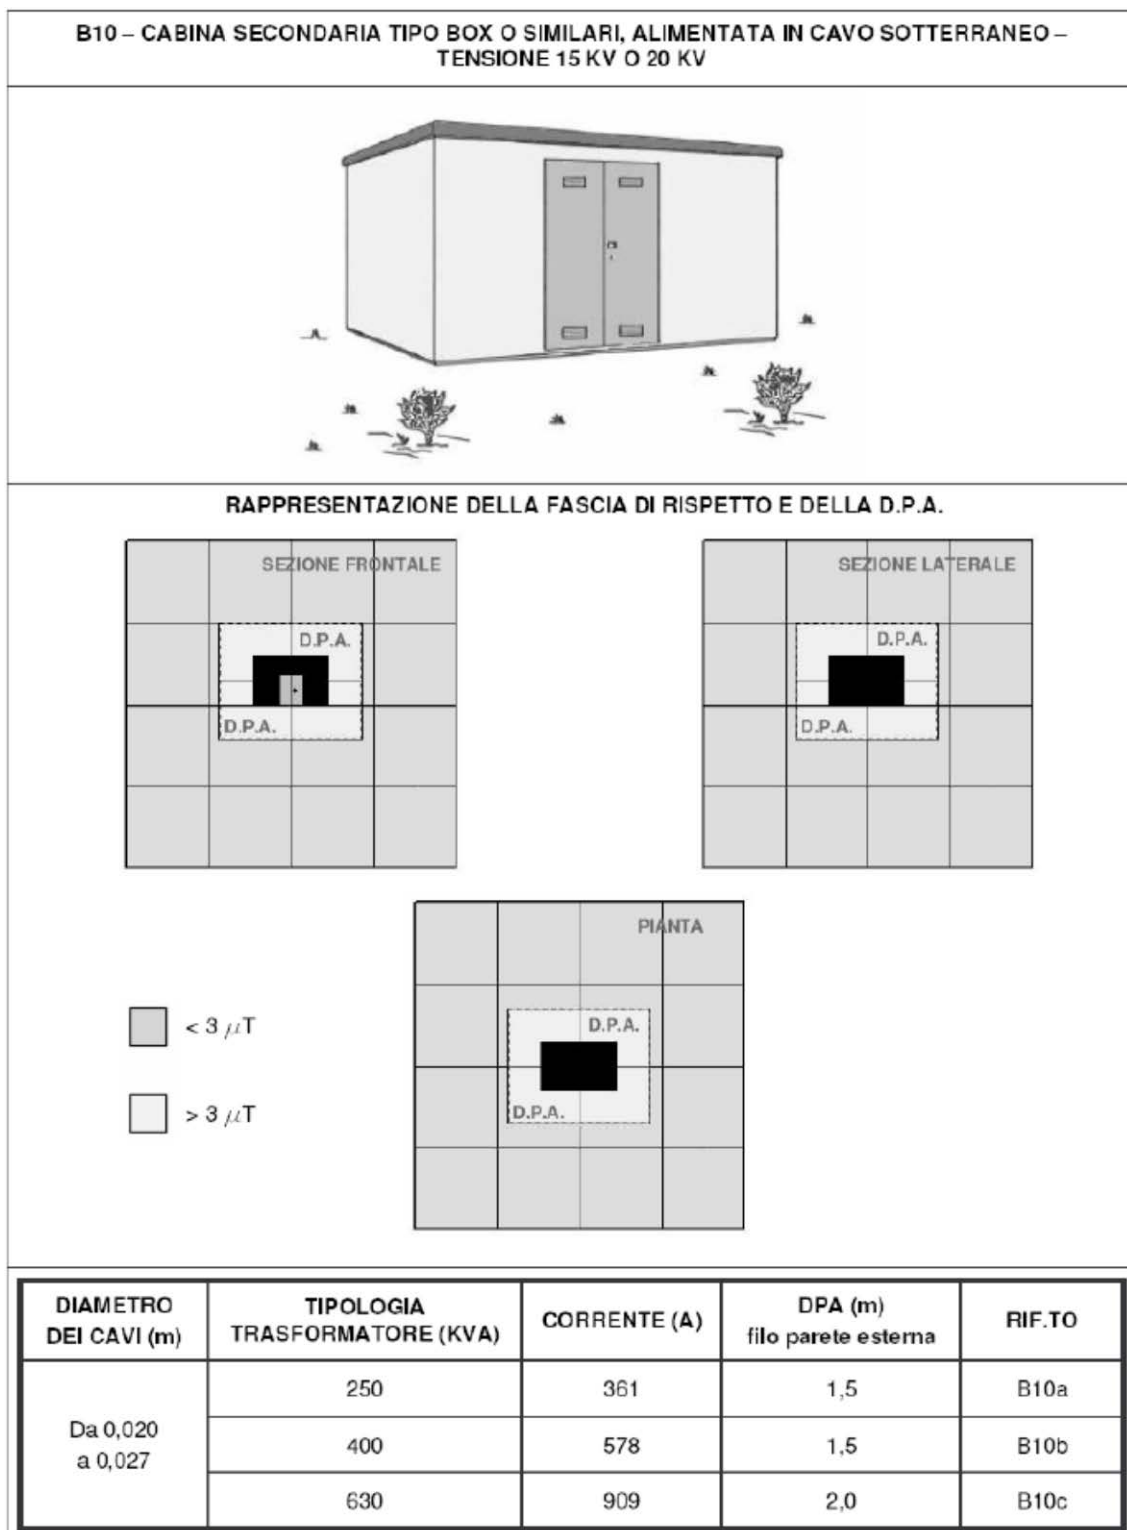 B10 – CABINA SECONDARIA TIPO BOX O SIMILARI, ALIMENTATA IN CAVO SOTTERRANEO –
TENSIONE 15 KV O 20 KV
RAPPRESENTAZIONE DELLA FASCIA DI RISPETTO E DELLA D.P.A.
SEZIONE FRONTALE
D.P.A.
D.P.A.
SEZIONE LATERALE
D.P.A.
D.P.A.
PIANTA
D.P.A.
D.P.A.
< 3 μT
> 3 μT
DIAMETRO
DEI CAVI (m)
TIPOLOGIA
TRASFORMATORE (KVA)
CORRENTE (A)
DPA (m)
filo parete esterna
RIF.TO
Da 0,020
a 0,027
250 361 1,5 B10a
400 578 1,5 B10b
630 909 2,0 B10c